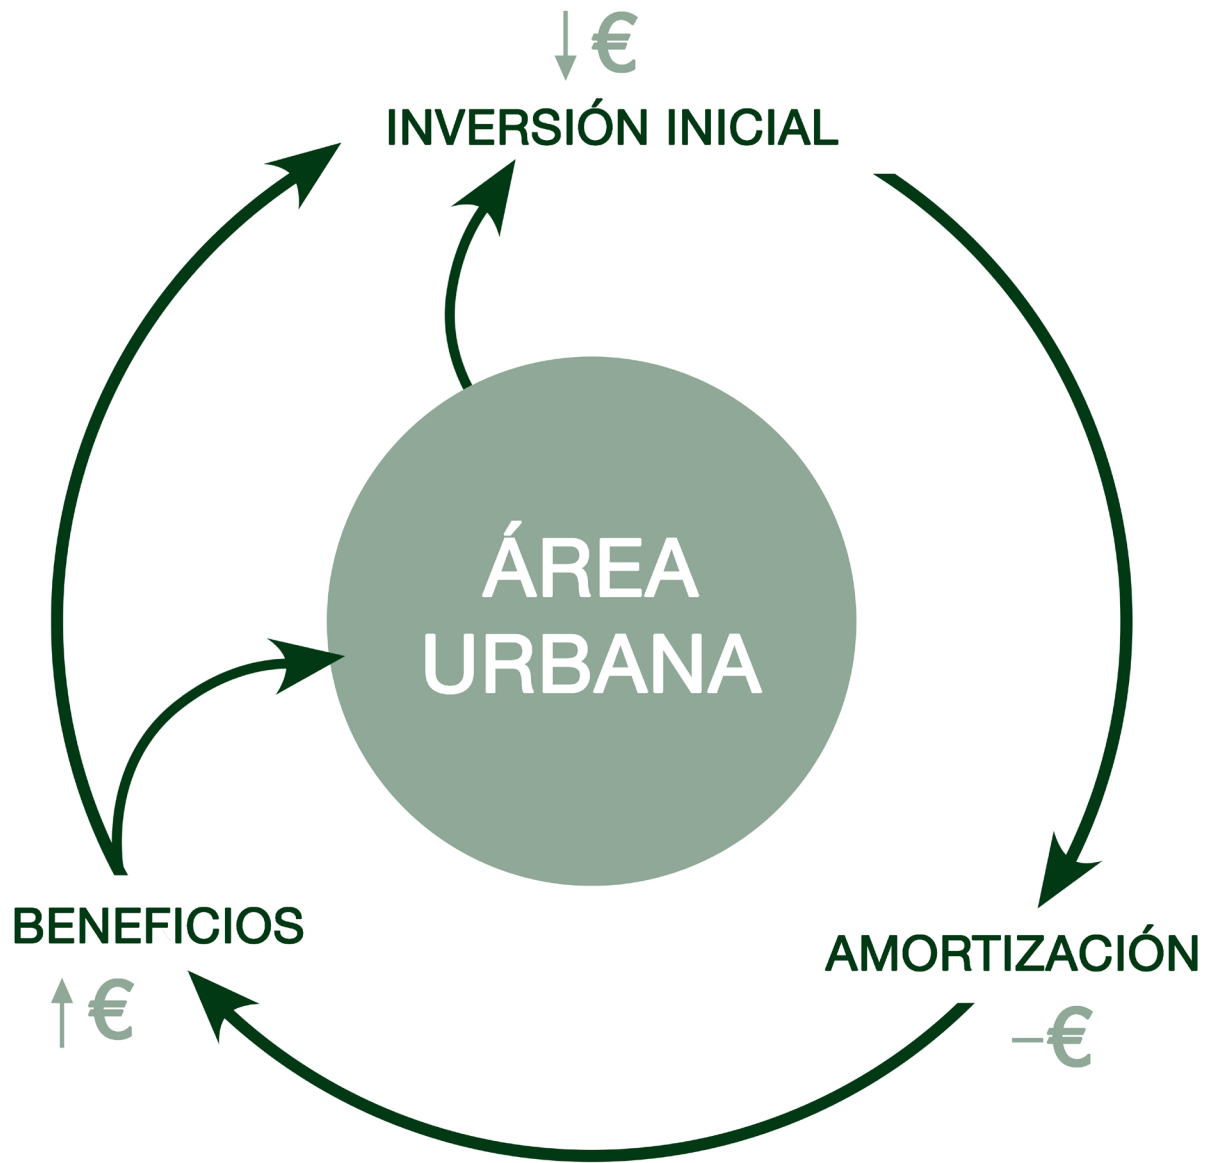 ↓ €
INVERSIÓN INICIAL
ÁREA
URBANA
BENEFICIOS
↑ €
AMORTIZACIÓN
–€